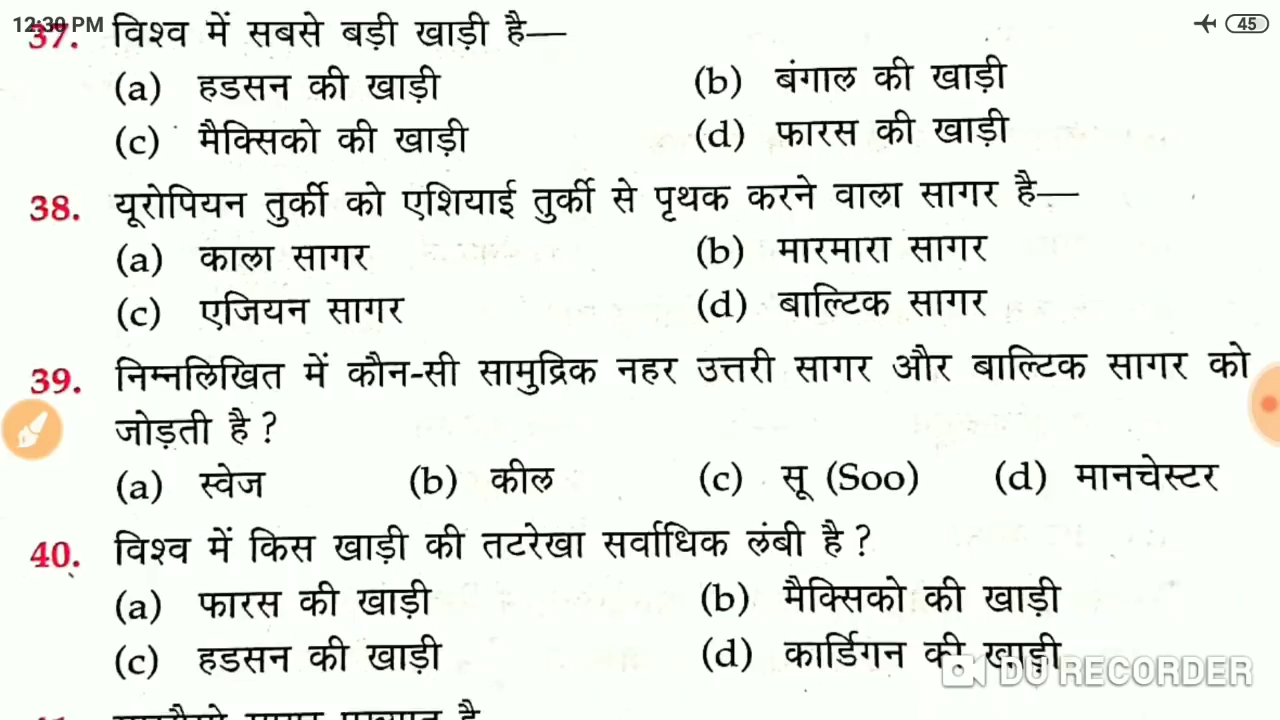 12:30 PM 45
37. विश्व में सबसे बड़ी खाड़ी है—
(a) हडसन की खाड़ी (b) बंगाल की खाड़ी
(c) मैक्सिको की खाड़ी (d) फारस की खाड़ी
38. यूरोपियन तुर्की को एशियाई तुर्की से पृथक करने वाला सागर है—
(a) काला सागर (b) मारमारा सागर
(c) एजियन सागर (d) बाल्टिक सागर
39. निम्नलिखित में कौन-सी सामुद्रिक नहर उत्तरी सागर और बाल्टिक सागर को
जोड़ती है ?
(a) स्वेज (b) कील (c) सू (Soo) (d) मानचेस्टर
40. विश्व में किस खाड़ी की तटरेखा सर्वाधिक लंबी है ?
(a) फारस की खाड़ी (b) मैक्सिको की खाड़ी
(c) हडसन की खाड़ी (d) कार्डिगन की खाड़ी
DU RECORDER